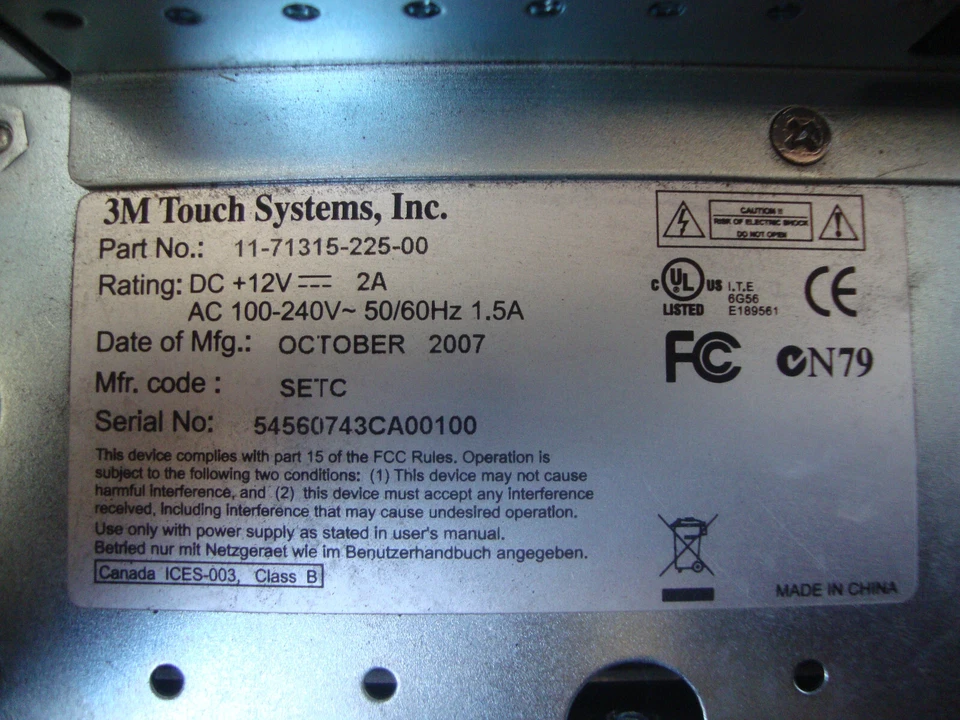 3M Touch Systems, Inc.
Part No.: 11-71315-225-00
Rating: DC +12V 2A
AC 100-240V~ 50/60Hz 1.5A
Date of Mfg.: OCTOBER 2007
Mfr. code : SETC
Serial No: 54560743CA00100
This device complies with part 15 of the FCC Rules. Operation is
subject to the following two conditions: (1) This device may not cause
harmful interference, and (2) this device must accept any interference
received, including interference that may cause undesired operation.
Use only with power supply as stated in user's manual.
Betried nur mit Netzgeraet wie im Benutzerhandbuch angegeben.
Canada ICES-003, Class B
CAUTION !!
RISK OF ELECTRIC SHOCK
DO NOT OPEN
C UL US
LISTED
I.T.E
6G56
E189561
CE
FC
N79
MADE IN CHINA